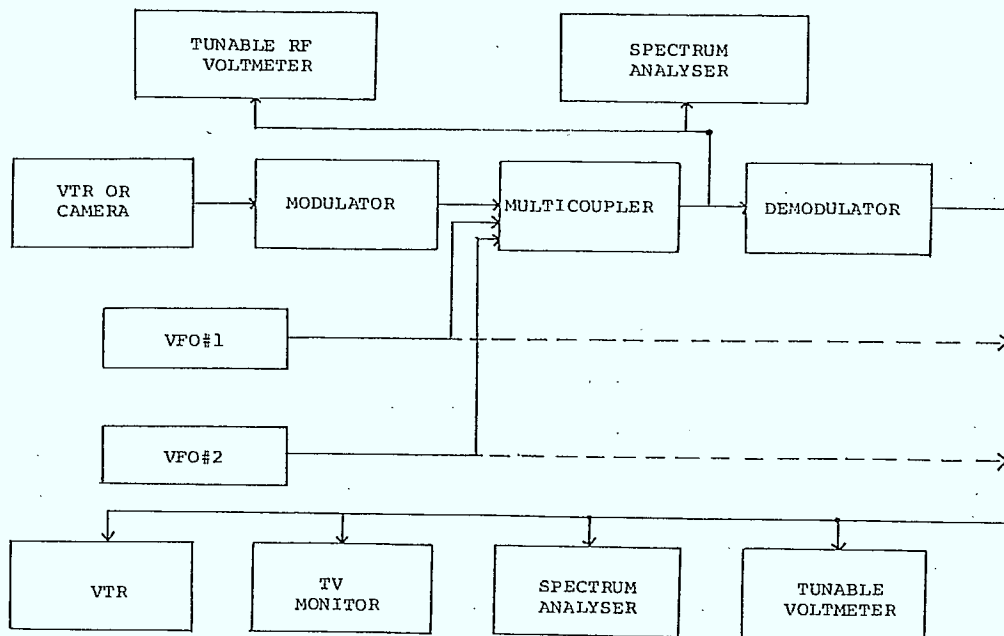 TUNABLE RF
VOLTMETER
SPECTRUM
ANALYSER
VTR OR
CAMERA
MODULATOR
MULTICOUPLER
DEMODULATOR
VFO#1
VFO#2
VTR
TV
MONITOR
SPECTRUM
ANALYSER
TUNABLE
VOLTMETER